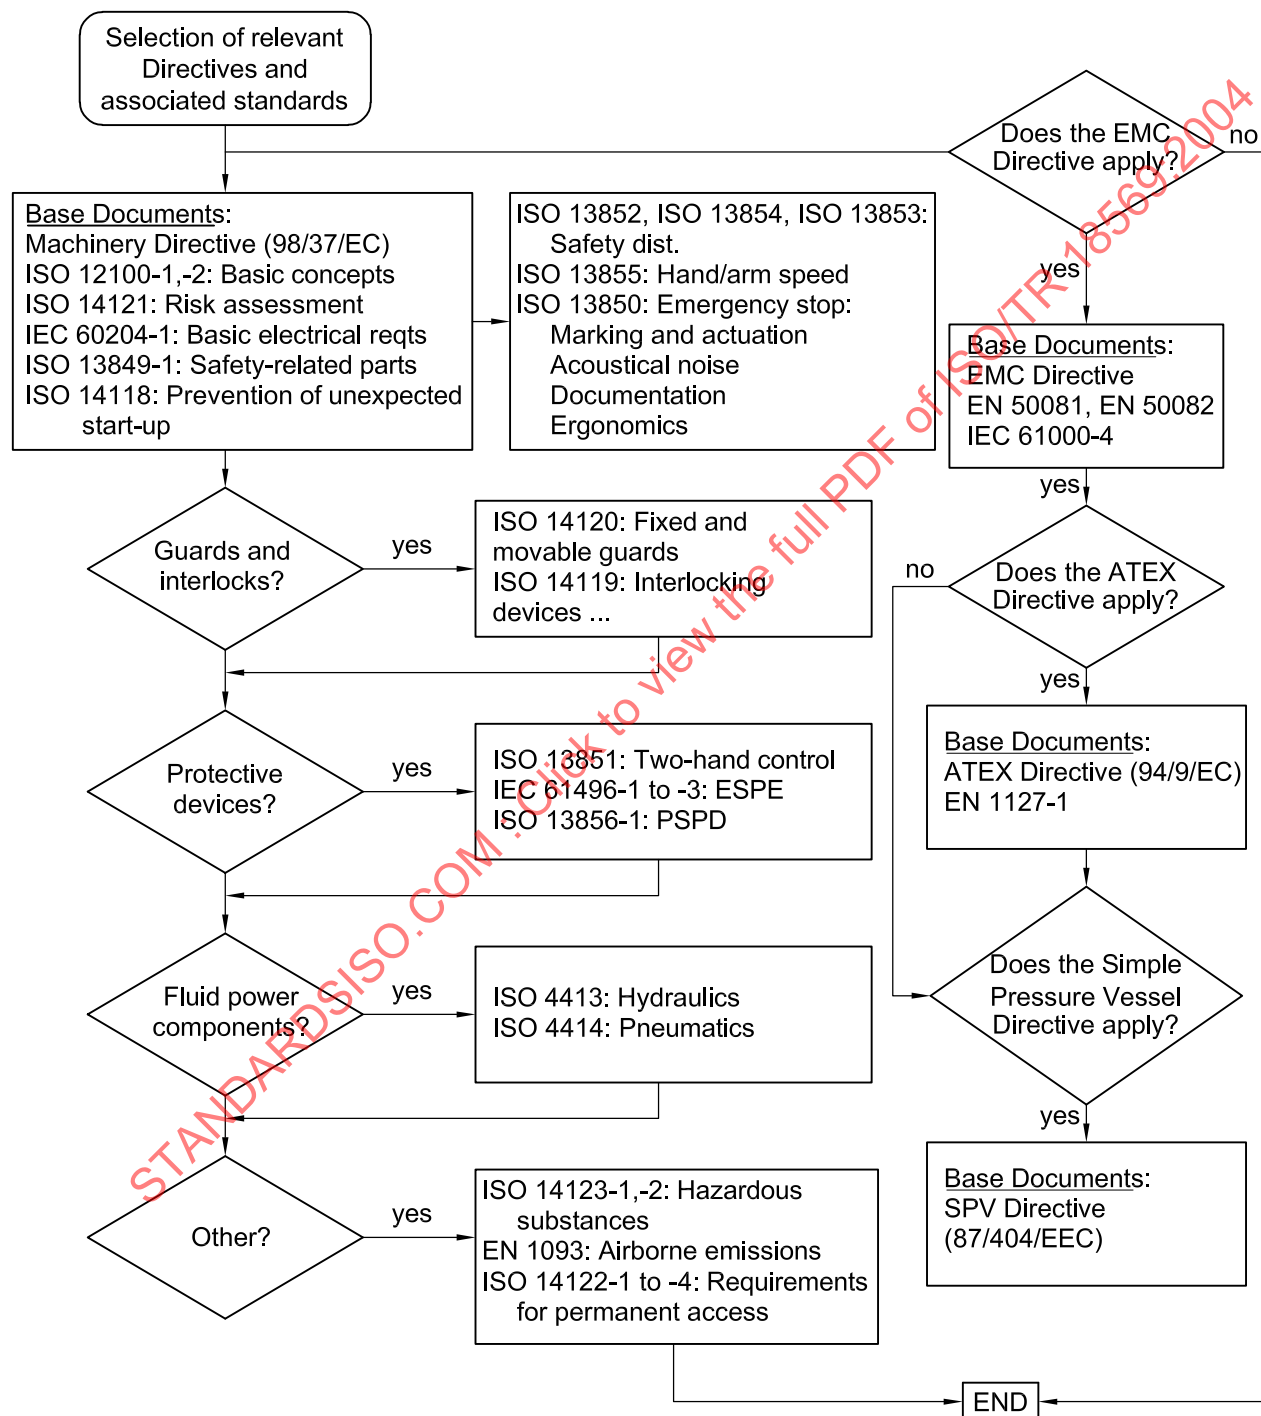 Selection of relevant
Directives and
associated standards
Base Documents:
Machinery Directive (98/37/EC)
ISO 12100-1,-2: Basic concepts
ISO 14121: Risk assessment
IEC 60204-1: Basic electrical reqts
ISO 13849-1: Safety-related parts
ISO 14118: Prevention of unexpected
start-up
ISO 13852, ISO 13854, ISO 13853:
Safety dist.
ISO 13855: Hand/arm speed
ISO 13850: Emergency stop:
Marking and actuation
Acoustical noise
Documentation
Ergonomics
Guards and
interlocks?
yes
ISO 14120: Fixed and
movable guards
ISO 14119: Interlocking
devices ...
Protective
devices?
yes
ISO 13851: Two-hand control
IEC 61496-1 to -3: ESPE
ISO 13856-1: PSPD
Fluid power
components?
yes
ISO 4413: Hydraulics
ISO 4414: Pneumatics
Other?
yes
ISO 14123-1,-2: Hazardous
substances
EN 1093: Airborne emissions
ISO 14122-1 to -4: Requirements
for permanent access
Does the EMC
Directive apply?
no
yes
Base Documents:
EMC Directive
EN 50081, EN 50082
IEC 61000-4
yes
Does the ATEX
Directive apply?
no
yes
Base Documents:
ATEX Directive (94/9/EC)
EN 1127-1
Does the Simple
Pressure Vessel
Directive apply?
yes
Base Documents:
SPV Directive
(87/404/EEC)
END
STANDARDSISO.COM : Click to view the full PDF of ISO/TR 18569:2004